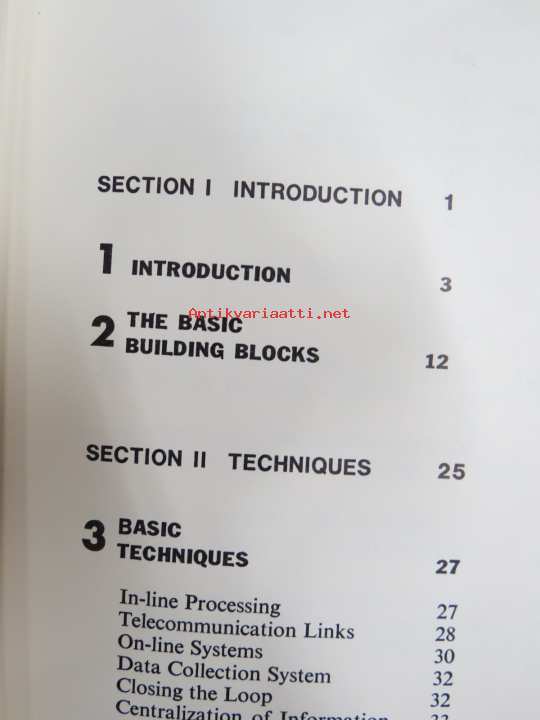 SECTION I INTRODUCTION 1
1 INTRODUCTION 3
Antikvariaatti.net
2 THE BASIC
BUILDING BLOCKS 12
SECTION II TECHNIQUES 25
3 BASIC
TECHNIQUES 27
In-line Processing 27
Telecommunication Links 28
On-line Systems 30
Data Collection System 32
Closing the Loop 32
Centralization of Information 33